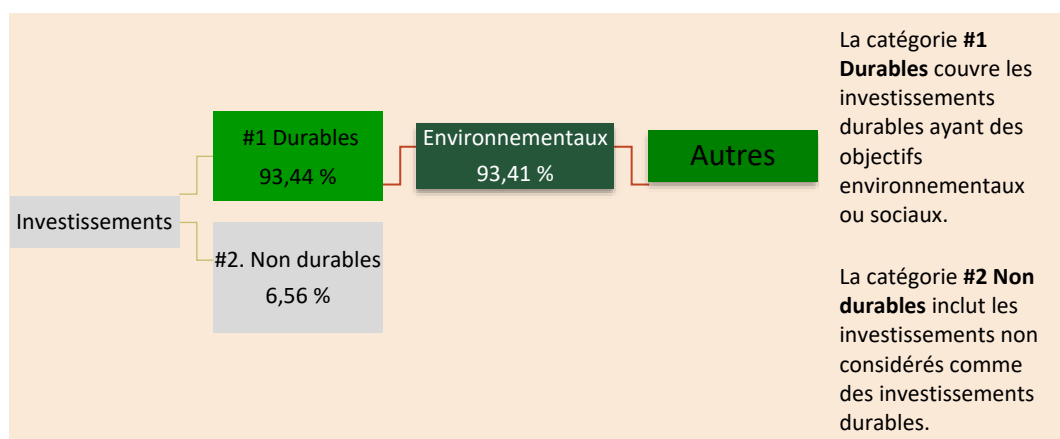 Investissements
#1 Durables
93,44 %
#2. Non durables
6,56 %
Environnementaux
93,41 %
Autres
La catégorie #1
Durables couvre les
investissements
durables ayant des
objectifs
environnementaux
ou sociaux.
La catégorie #2 Non
durables inclut les
investissements non
considérés comme
des investissements
durables.